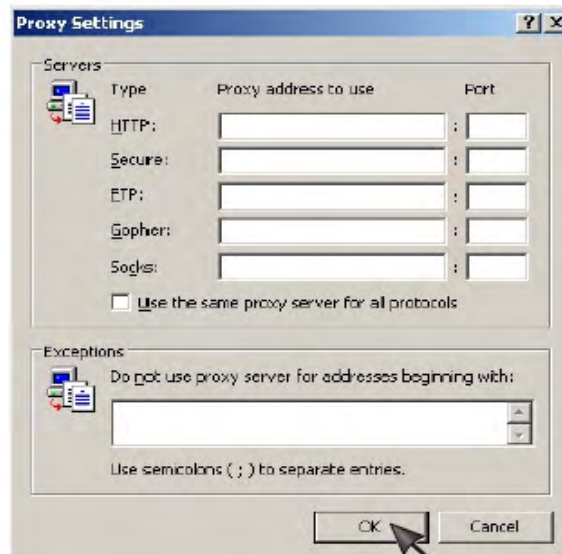 Proxy Settings
Servers
Type Proxy address to use Port
HTTP: :
Secure: :
FTP: :
Gopher: :
Socks: :
Use the same proxy server for all protocols
Exceptions
Do not use proxy server for addresses beginning with:
Use semicolons ( ; ) to separate entries.
OK Cancel